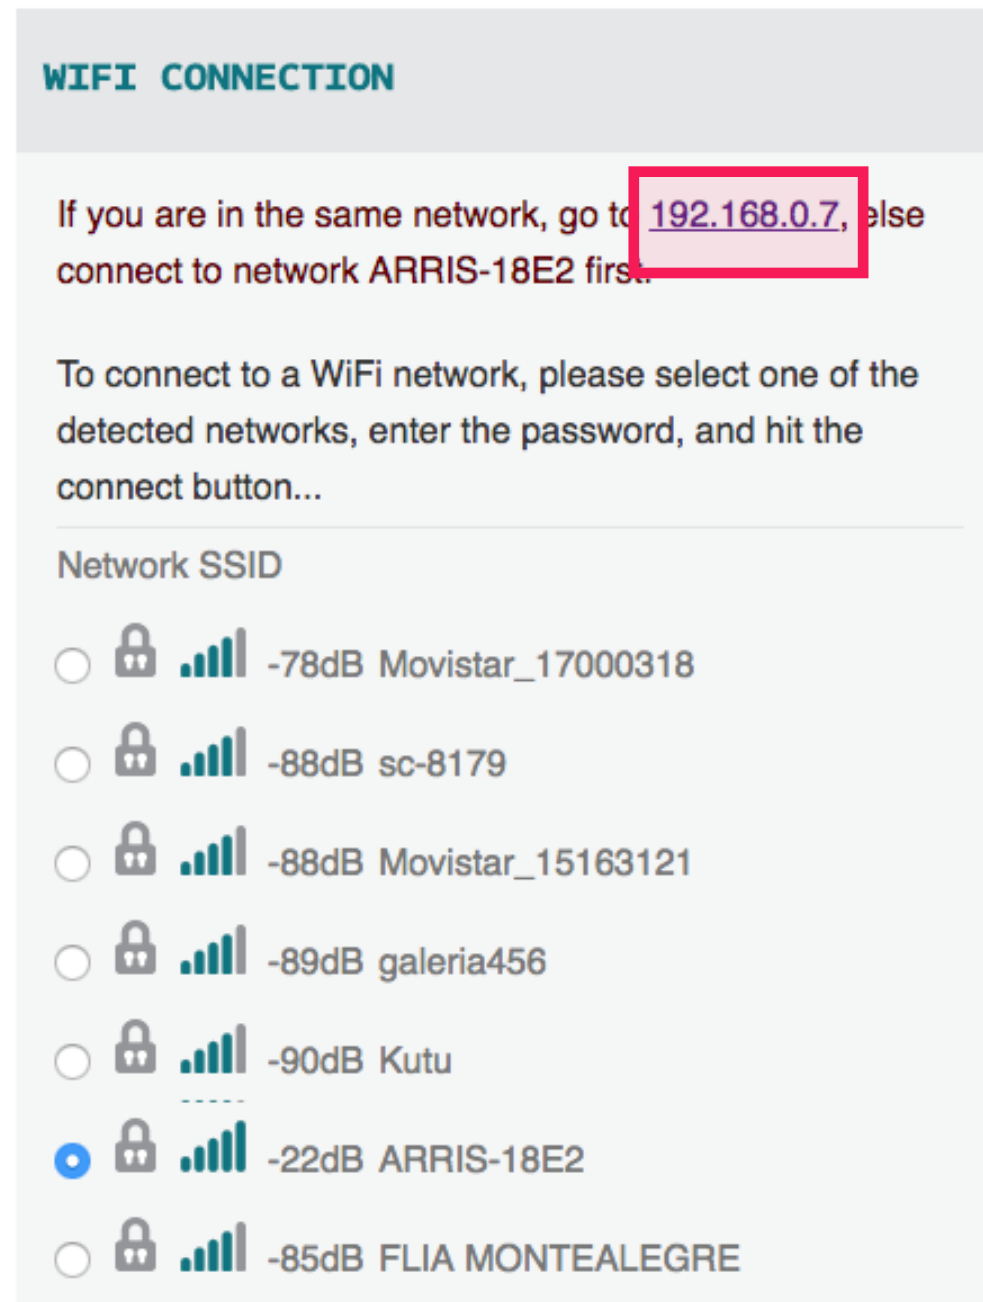 WIFI CONNECTION
If you are in the same network, go to 192.168.0.7, else
connect to network ARRIS-18E2 first.
To connect to a WiFi network, please select one of the
detected networks, enter the password, and hit the
connect button...
Network SSID
-78dB Movistar_17000318
-88dB sc-8179
-88dB Movistar_15163121
-89dB galeria456
-90dB Kutu
-22dB ARRIS-18E2
-85dB FLIA MONTEALEGRE